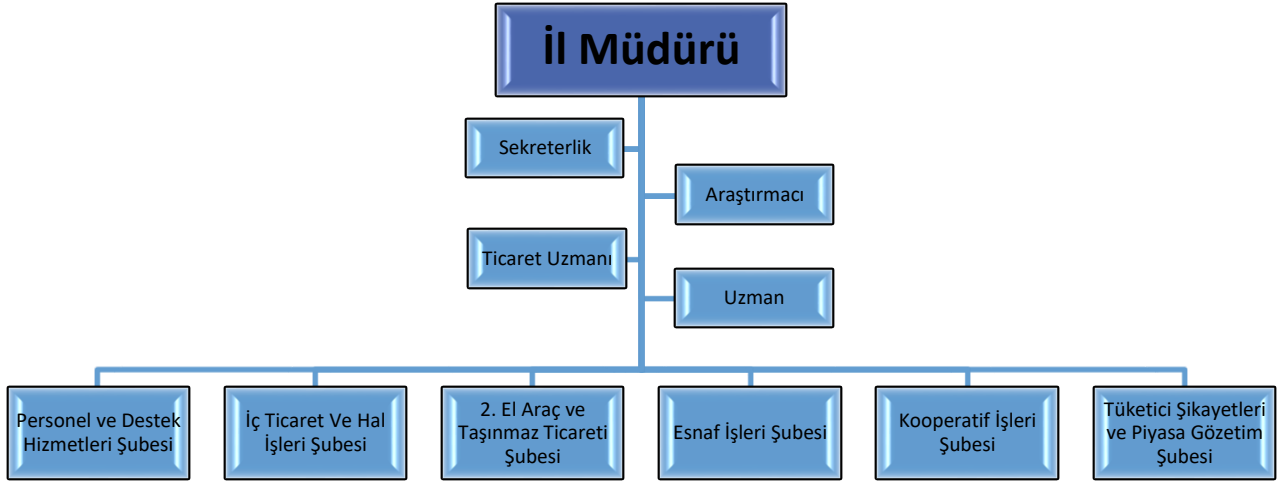 İl Müdürü
Sekreterlik
Araştırmacı
Ticaret Uzmanı
Uzman
Personel ve Destek
Hizmetleri Şubesi
İç Ticaret Ve Hal
İşleri Şubesi
2. El Araç ve
Taşınmaz Ticareti
Şubesi
Esnaf İşleri Şubesi
Kooperatif İşleri
Şubesi
Tüketici Şikayetleri
ve Piyasa Gözetim
Şubesi